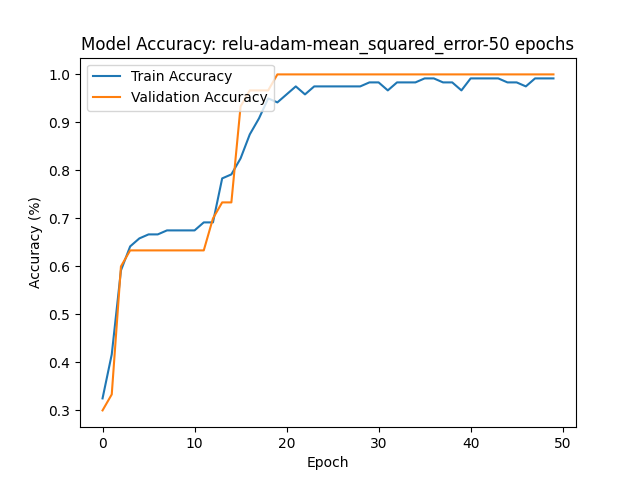 Model Accuracy: relu-adam-mean_squared_error-50 epochs
Train Accuracy
Validation Accuracy
1.0
0.9
0.8
0.7
0.6
0.5
0.4
0.3
Accuracy (%)
0 10 20 30 40 50
Epoch